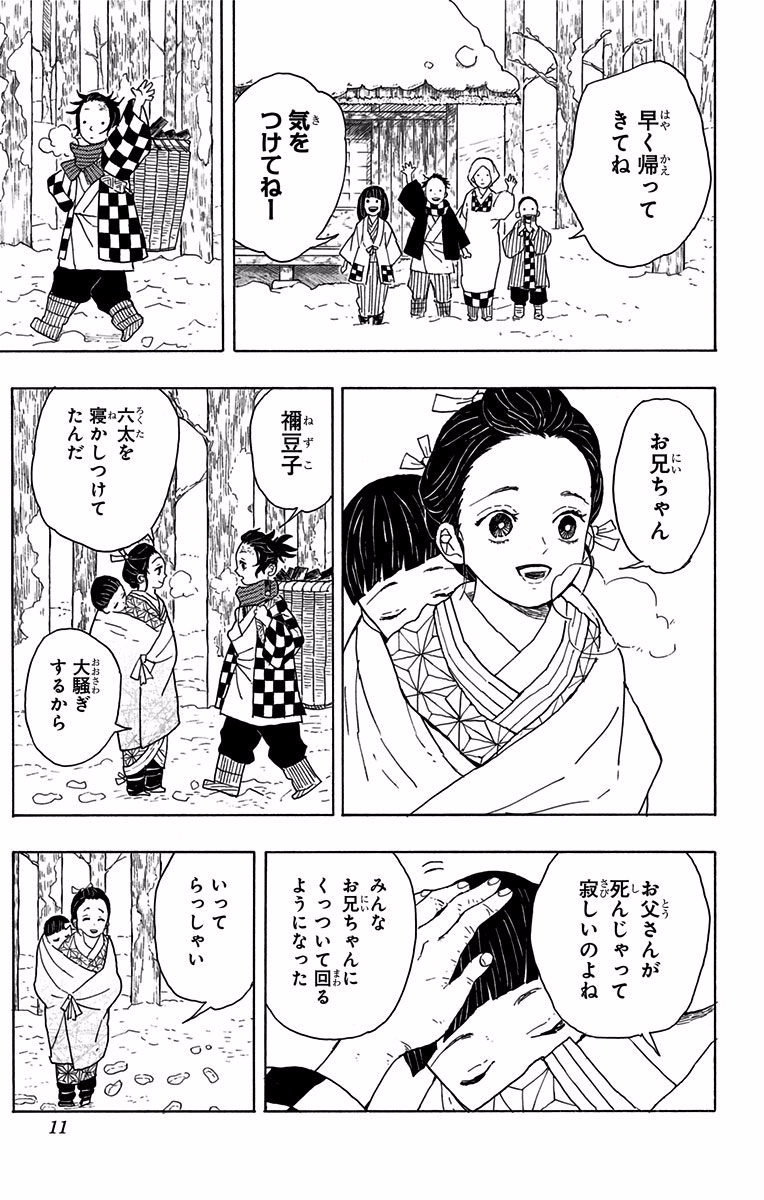 早く帰って
きてね
気を
つけてねー
お兄ちゃん
禰豆子
六太を
寝かしつけて
たんだ
大騒ぎ
するから
お父さんが
死んじゃって
寂しいのよね
みんな
お兄ちゃんに
くっついて回る
ようになった
いって
らっしゃい
11